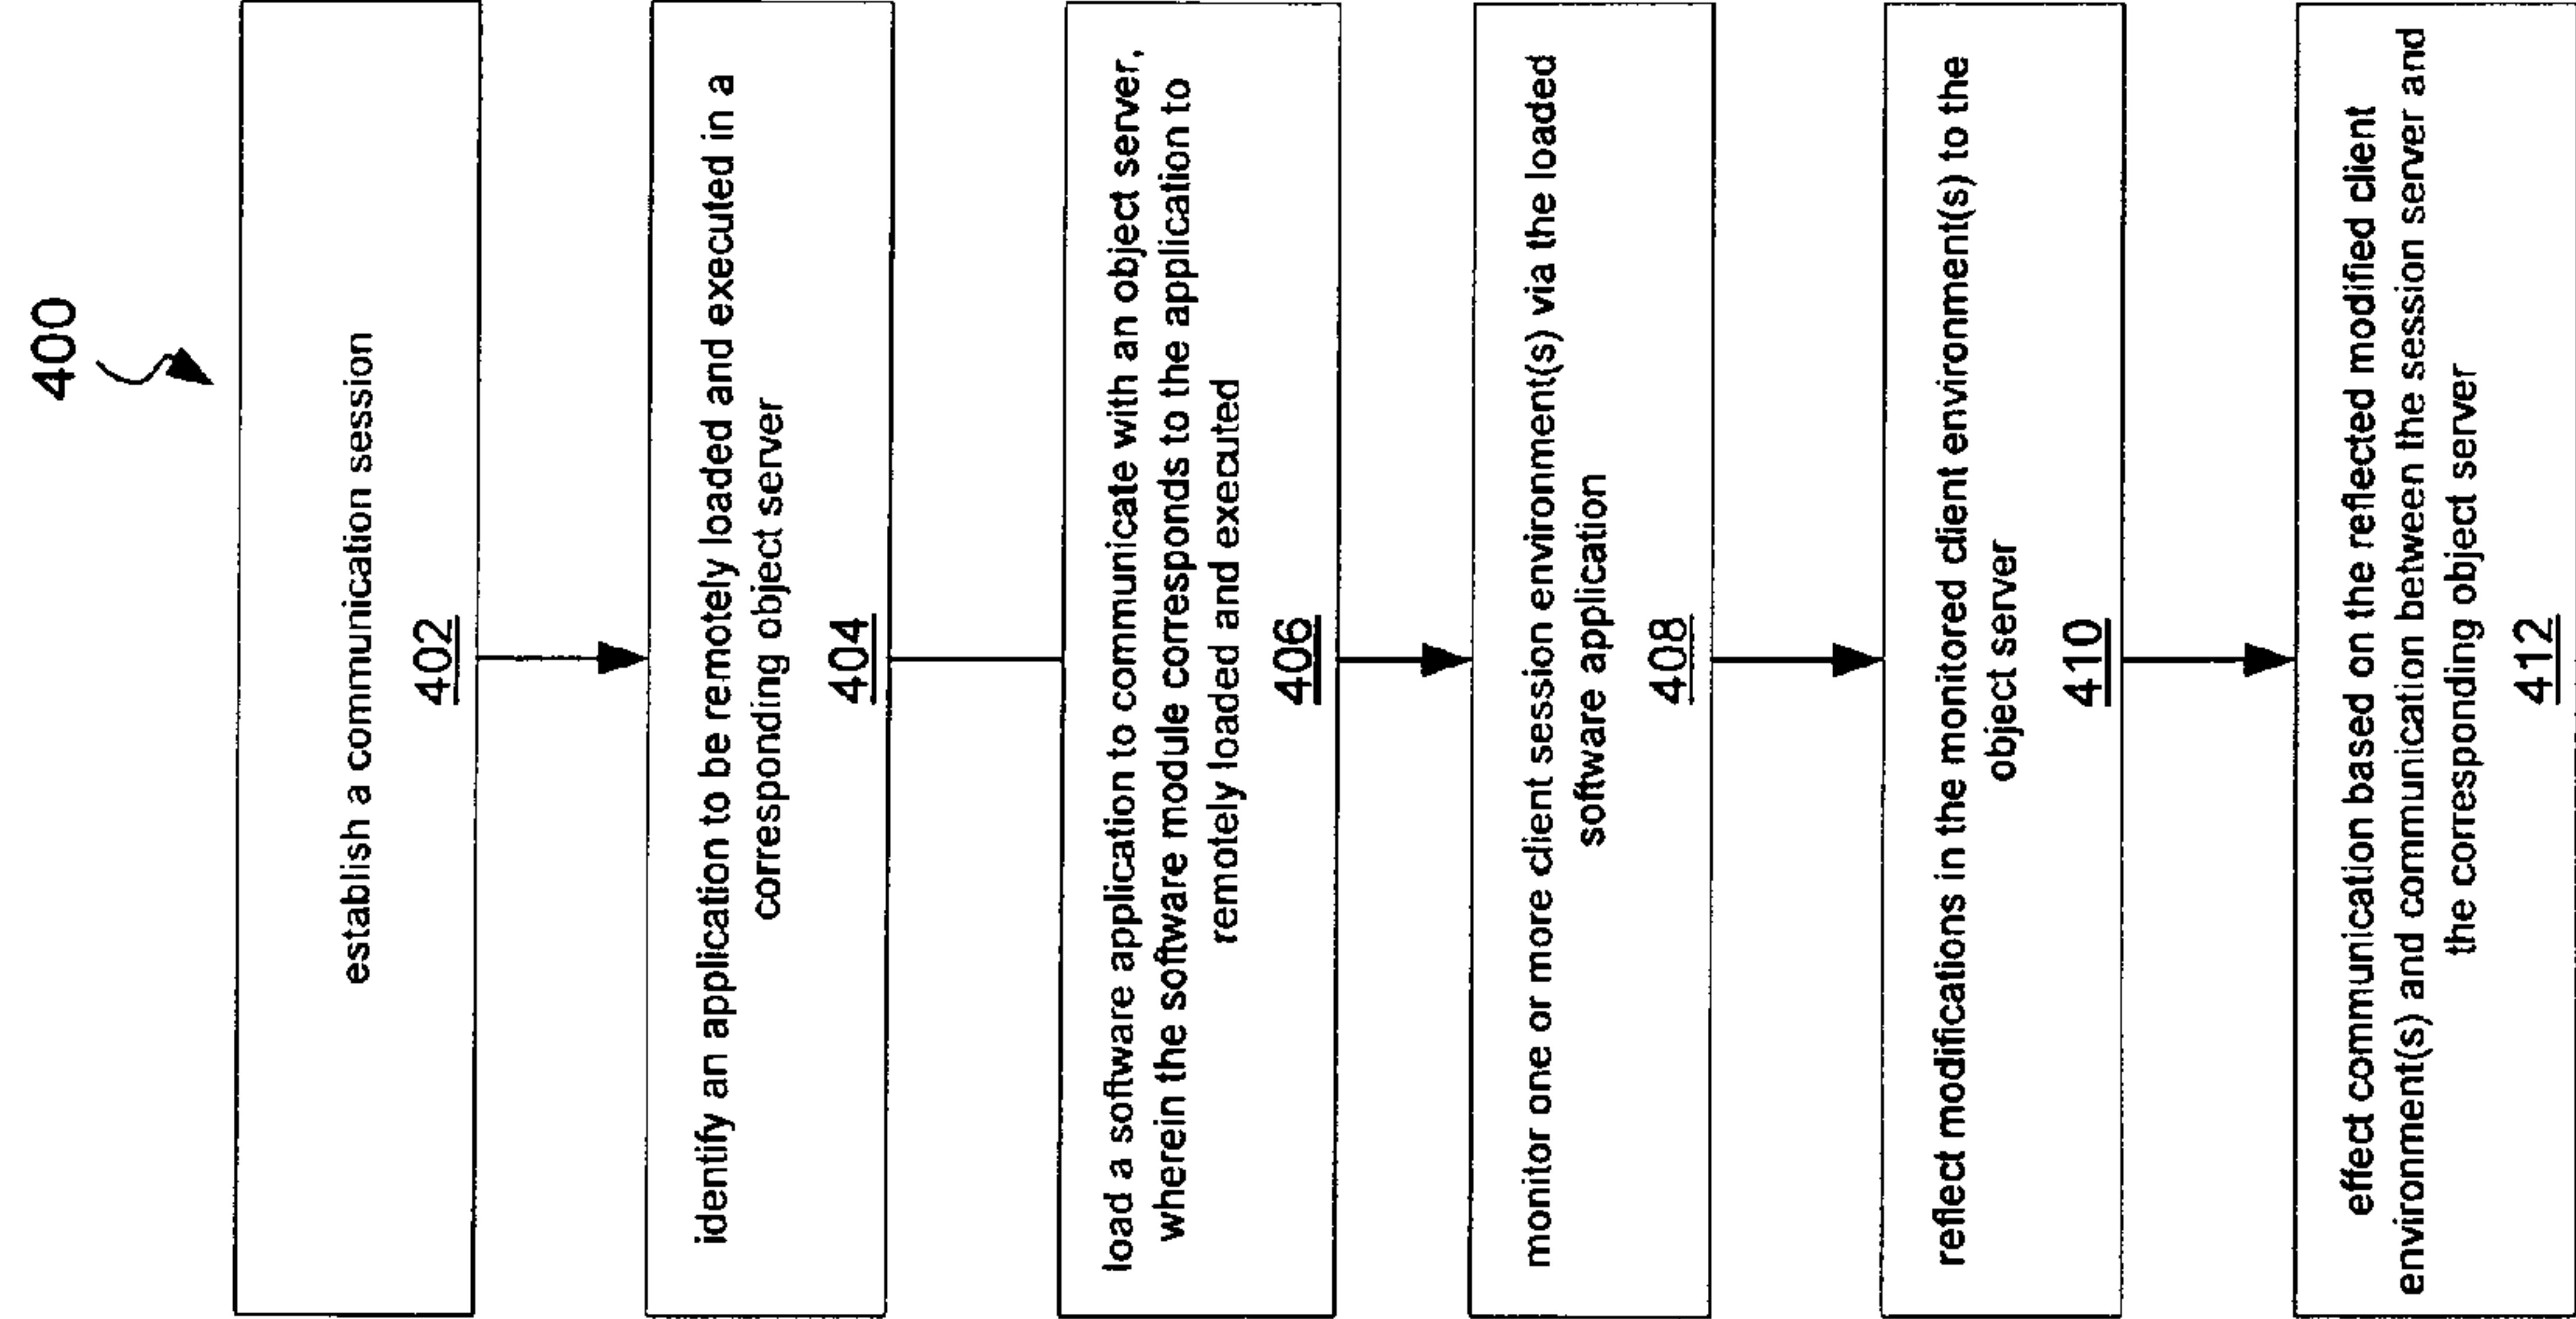 400
establish a communication session
402
identify an application to be remotely loaded and executed in a
corresponding object server
404
load a software application to communicate with an object server,
wherein the software module corresponds to the application to
remotely loaded and executed
406
monitor one or more client session environment(s) via the loaded
software application
408
reflect modifications in the monitored client environment(s) to the
object server
410
effect communication based on the reflected modified client
environment(s) and communication between the session server and
the corresponding object server
412